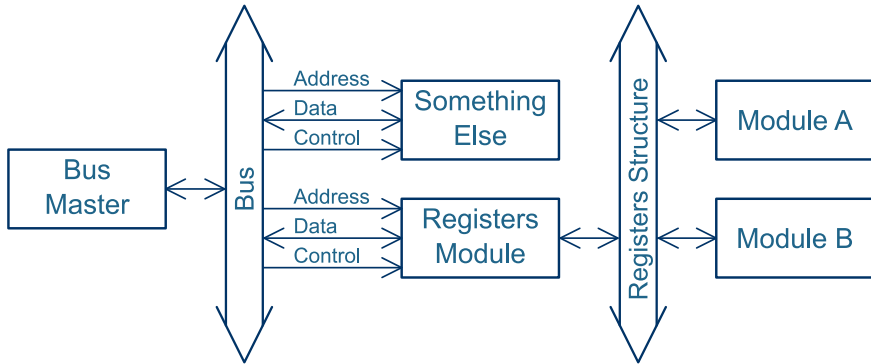 Bus
Master
Bus
Address
Data
Control
Something
Else
Address
Data
Control
Registers
Module
Registers Structure
Module A
Module B